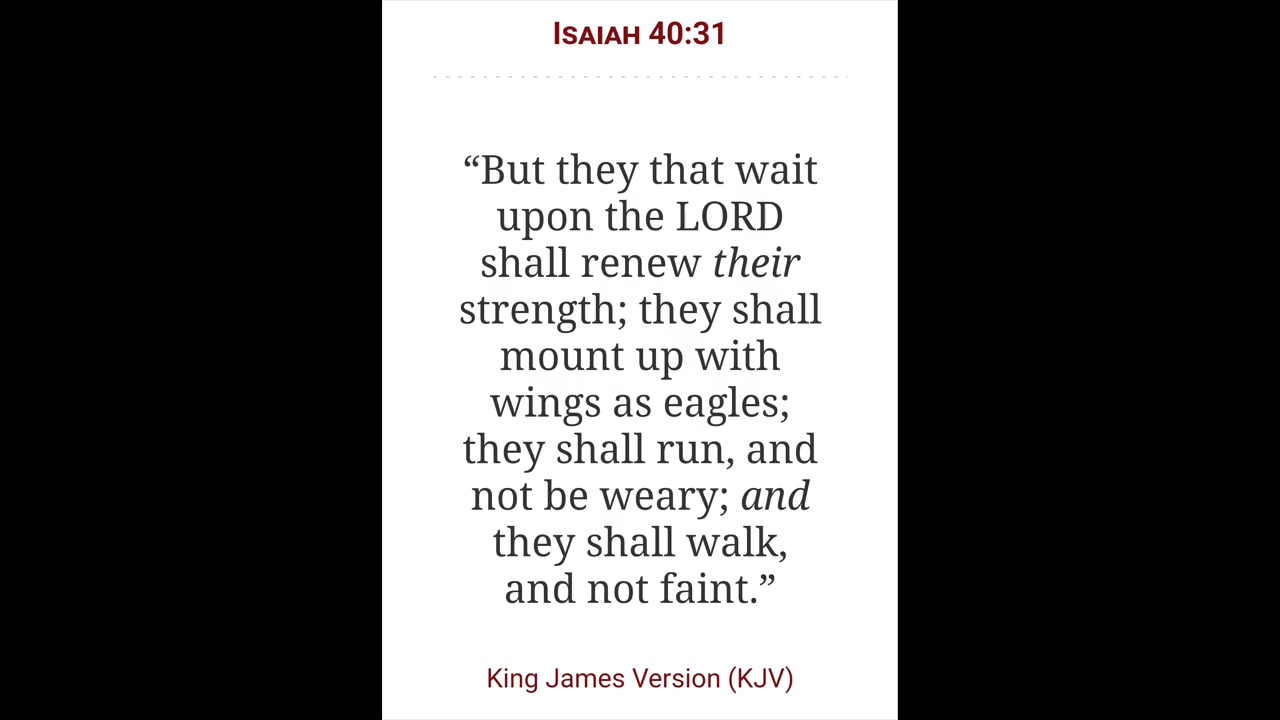 Isaiah 40:31
“But they that wait
upon the LORD
shall renew their
strength; they shall
mount up with
wings as eagles;
they shall run, and
not be weary; and
they shall walk,
and not faint.”
King James Version (KJV)